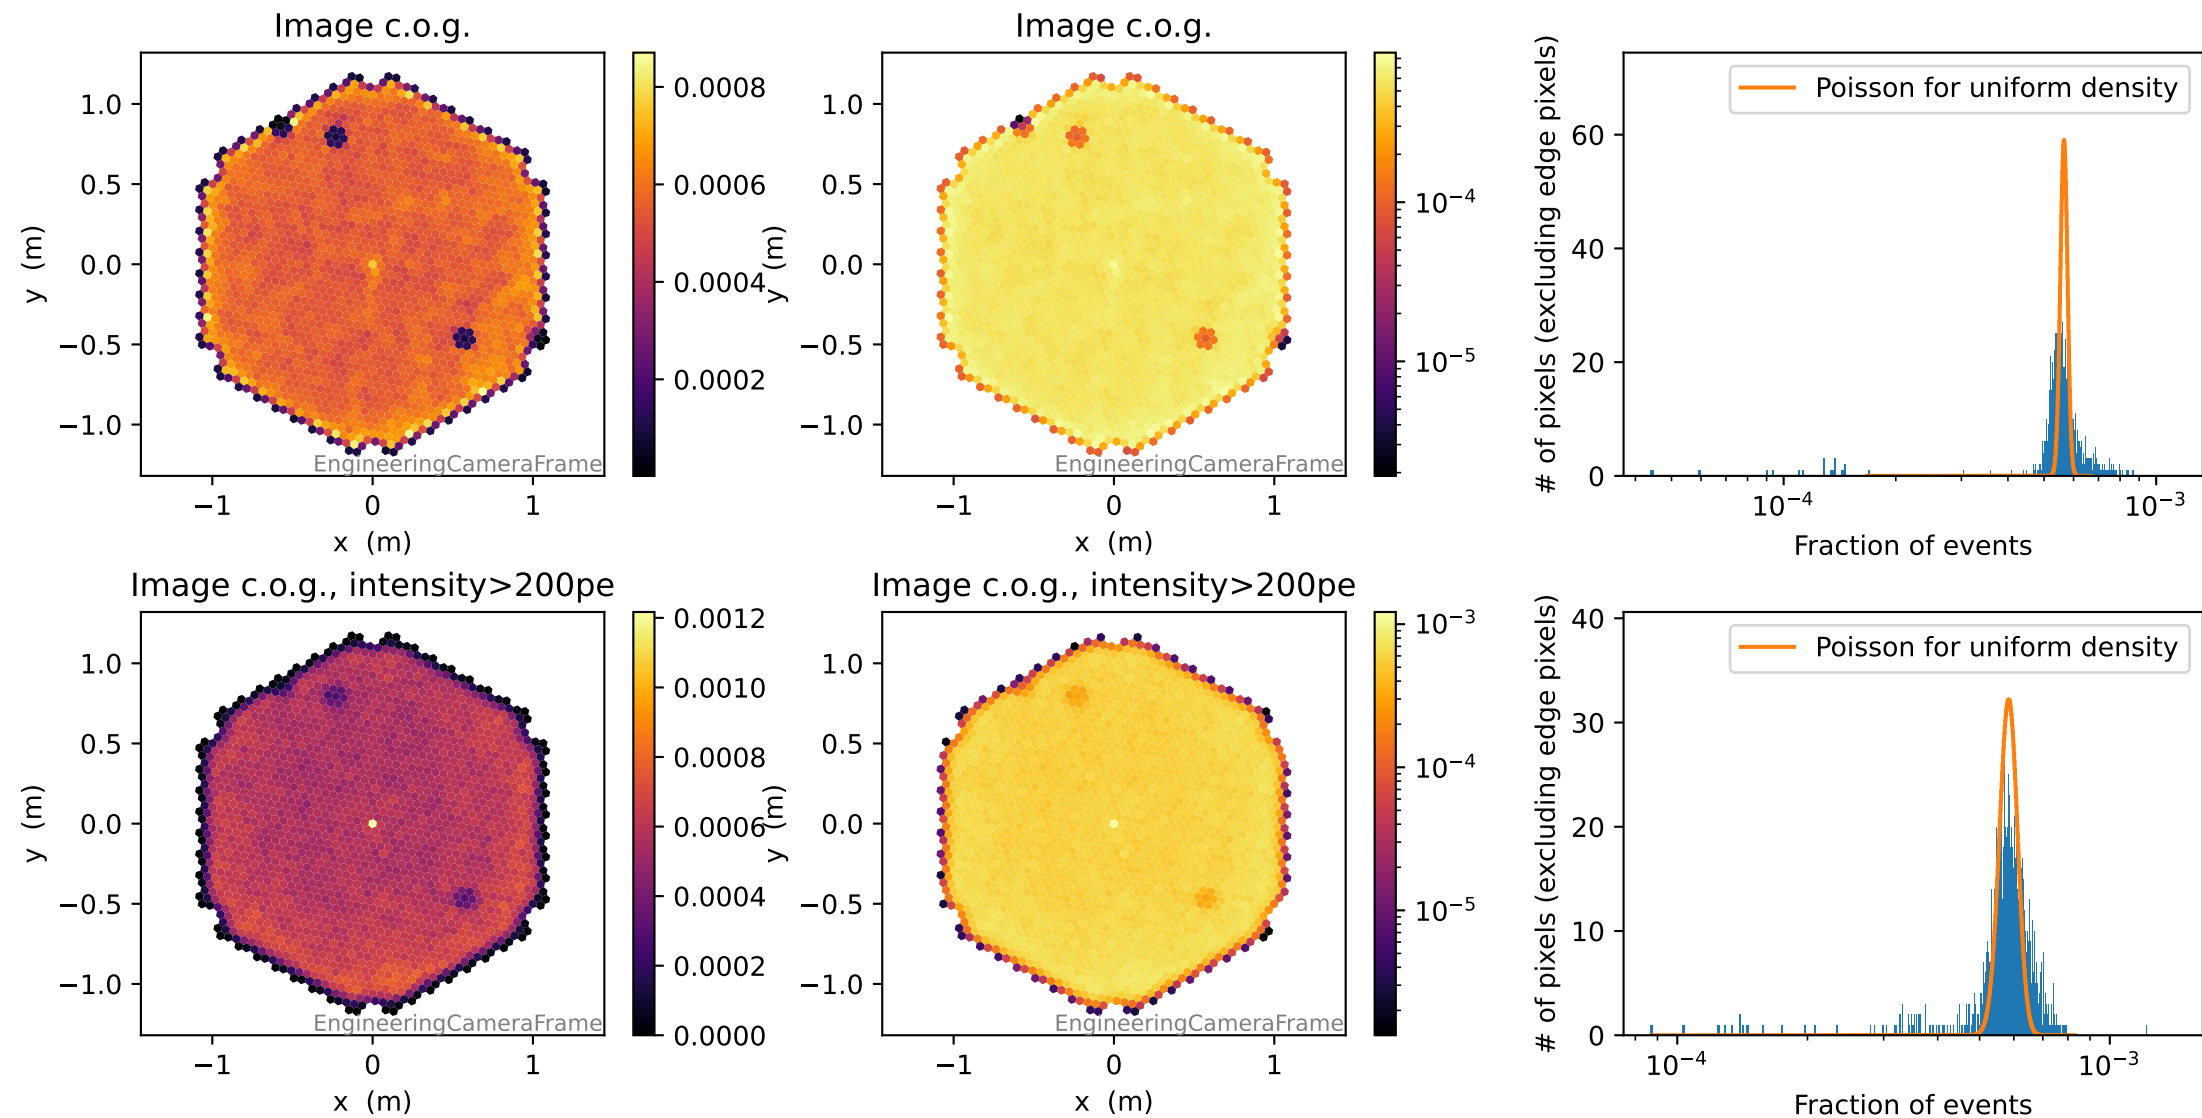 Image c.o.g.
1.0
0.5
0.0
−0.5
−1.0
y (m)
−1
0
1
x (m)
EngineeringCameraFrame
0.0008
0.0006
0.0004
0.0002
Image c.o.g.
1.0
0.5
0.0
−0.5
−1.0
y (m)
−1
0
1
x (m)
EngineeringCameraFrame
10⁻⁴
10⁻⁵
# of pixels (excluding edge pixels)
60
40
20
0
Poisson for uniform density
10⁻⁴
10⁻³
Fraction of events
Image c.o.g., intensity>200pe
1.0
0.5
0.0
−0.5
−1.0
y (m)
−1
0
1
x (m)
EngineeringCameraFrame
0.0012
0.0010
0.0008
0.0006
0.0004
0.0002
0.0000
Image c.o.g., intensity>200pe
1.0
0.5
0.0
−0.5
−1.0
y (m)
−1
0
1
x (m)
EngineeringCameraFrame
10⁻³
10⁻⁴
10⁻⁵
# of pixels (excluding edge pixels)
40
30
20
10
0
Poisson for uniform density
10⁻⁴
10⁻³
Fraction of events